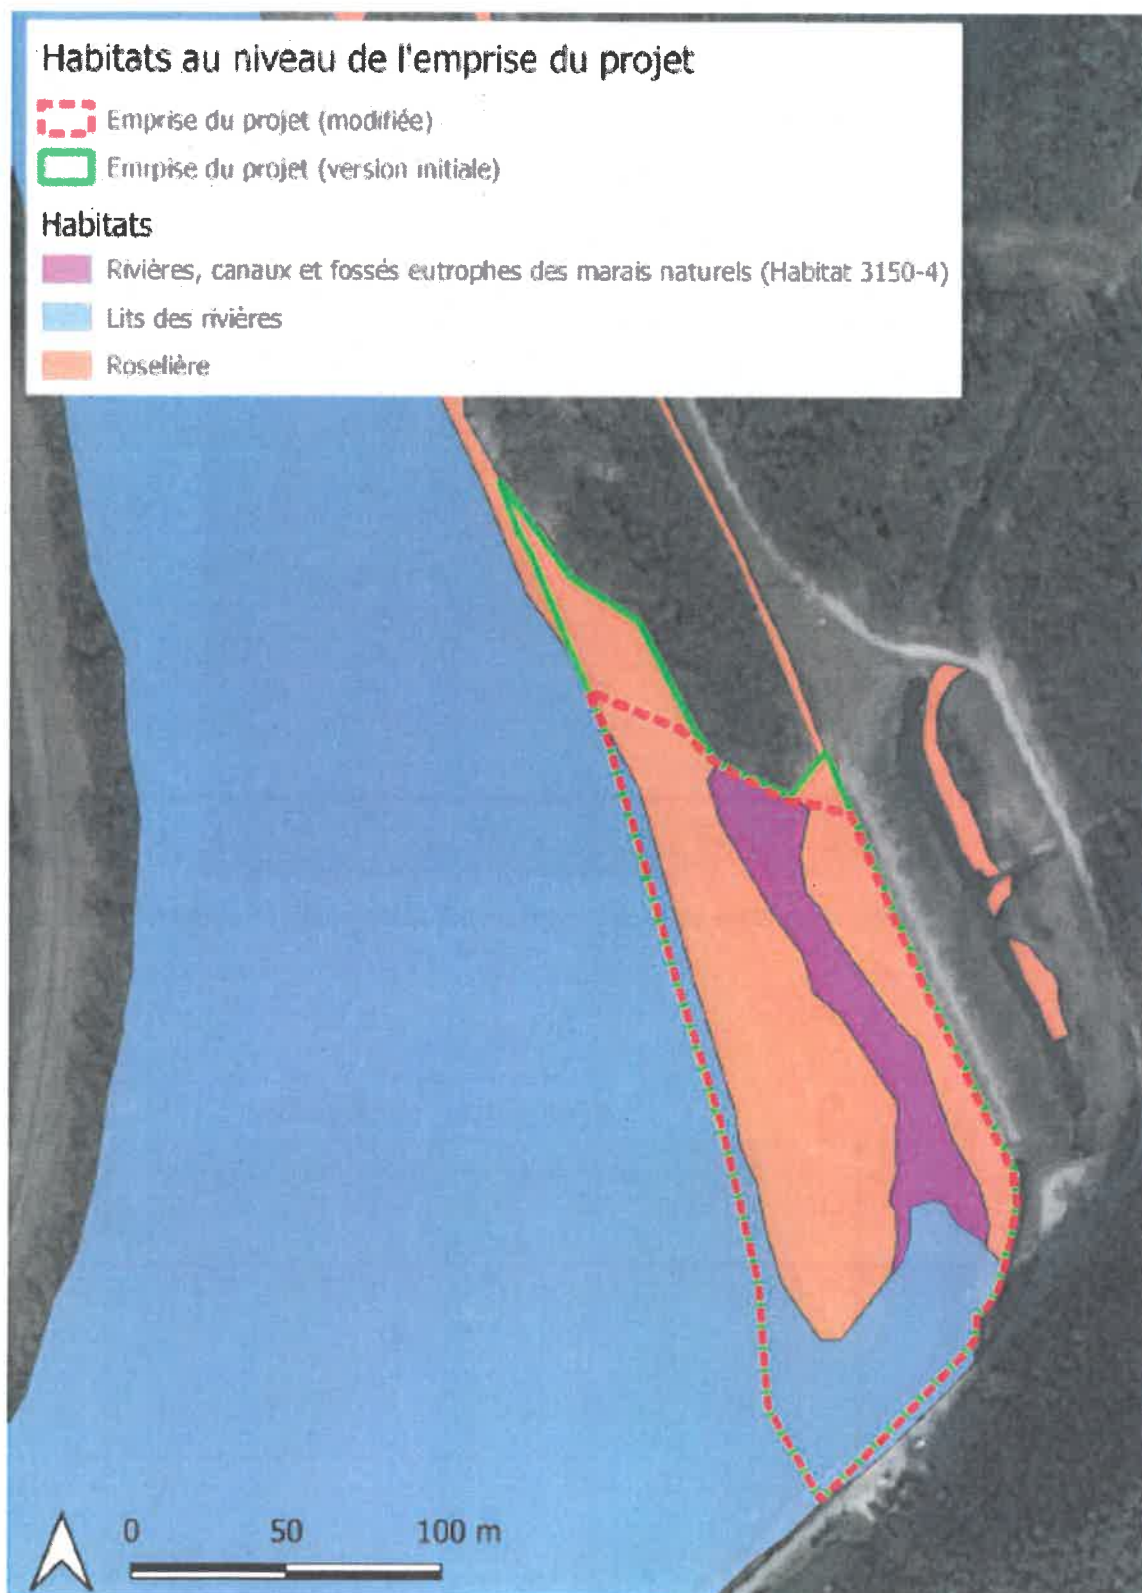 Habitats au niveau de l'emprise du projet
Emprise du projet (modifiée)
Emrpise du projet (version initiale)
Habitats
Rivières, canaux et fossés eutrophes des marais naturels (Habitat 3150-4)
Lits des rivières
Roselière
0 50 100 m